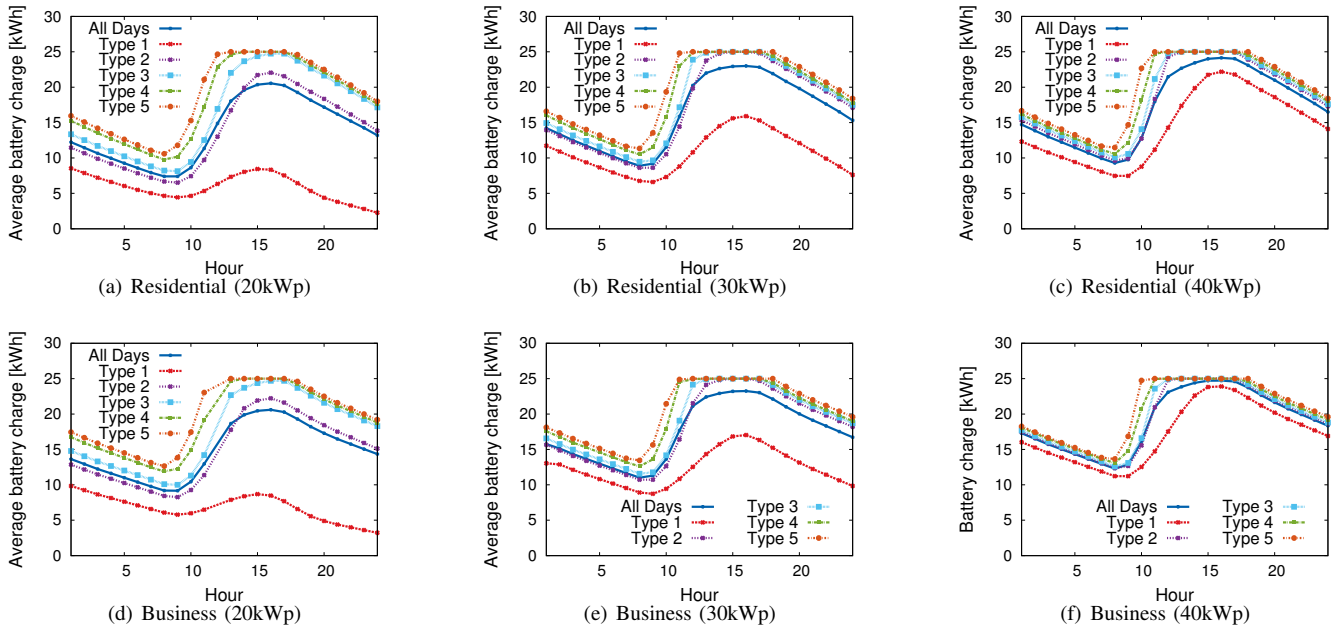 Average battery charge [kWh]
30
25
20
15
10
5
0
All Days
Type 1
Type 2
Type 3
Type 4
Type 5
5 10 15 20
Hour
(a) Residential (20kWp)
Average battery charge [kWh]
30
25
20
15
10
5
0
All Days
Type 1
Type 2
Type 3
Type 4
Type 5
5 10 15 20
Hour
(b) Residential (30kWp)
Average battery charge [kWh]
30
25
20
15
10
5
0
All Days
Type 1
Type 2
Type 3
Type 4
Type 5
5 10 15 20
Hour
(c) Residential (40kWp)
Average battery charge [kWh]
30
25
20
15
10
5
0
All Days
Type 1
Type 2
Type 3
Type 4
Type 5
5 10 15 20
Hour
(d) Business (20kWp)
Average battery charge [kWh]
30
25
20
15
10
5
0
All Days Type 3
Type 1 Type 4
Type 2 Type 5
5 10 15 20
Hour
(e) Business (30kWp)
Battery charge [kWh]
30
25
20
15
10
5
0
All Days Type 3
Type 1 Type 4
Type 2 Type 5
5 10 15 20
Hour
(f) Business (40kWp)